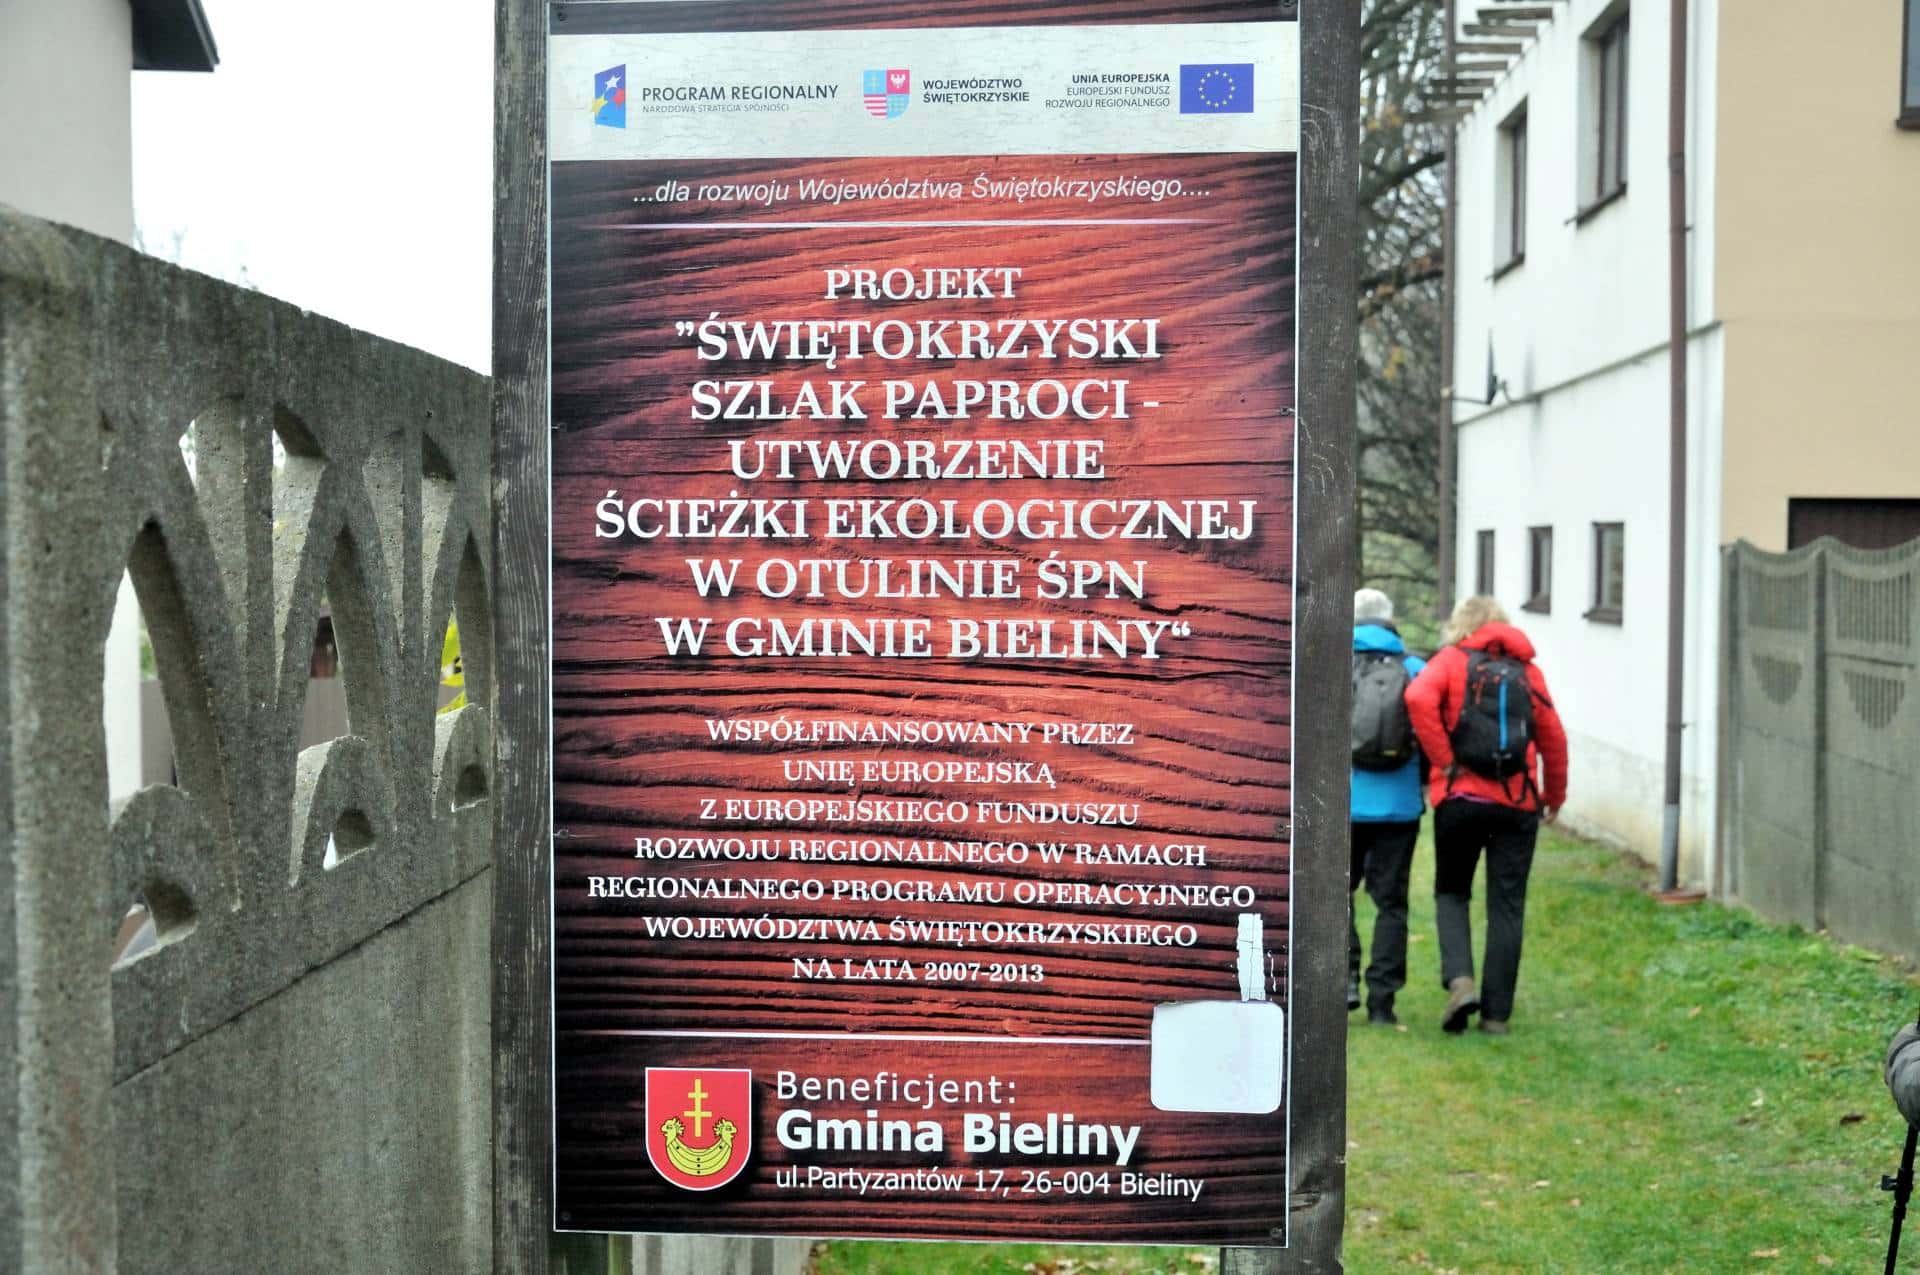 PROGRAM REGIONALNY
NARODOWA STRATEGIA SPÓJNOŚCI
WOJEWÓDZTWO
ŚWIĘTOKRZYSKIE
UNIA EUROPEJSKA
EUROPEJSKI FUNDUSZ
ROZWOJU REGIONALNEGO
...dla rozwoju Województwa Świętokrzyskiego....
PROJEKT
”ŚWIĘTOKRZYSKI
SZLAK PAPROCI -
UTWORZENIE
ŚCIEŻKI EKOLOGICZNEJ
W OTULINIE ŚPN
W GMINIE BIELINY“
WSPÓŁFINANSOWANY PRZEZ
UNIĘ EUROPEJSKĄ
Z EUROPEJSKIEGO FUNDUSZU
ROZWOJU REGIONALNEGO W RAMACH
REGIONALNEGO PROGRAMU OPERACYJNEGO
WOJEWÓDZTWA ŚWIĘTOKRZYSKIEGO
NA LATA 2007-2013
Beneficjent:
Gmina Bieliny
ul.Partyzantów 17, 26-004 Bieliny